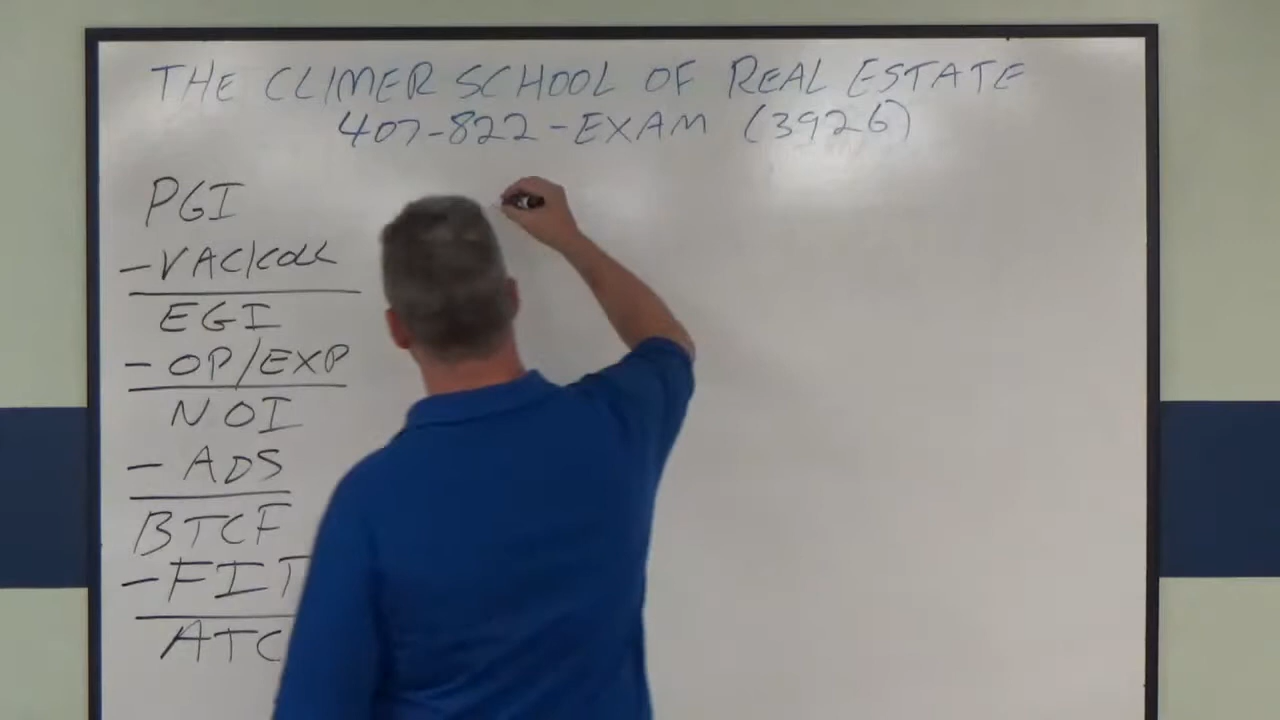 THE CLIMER SCHOOL OF REAL ESTATE
407-822-EXAM (3926)
PGI
-VAC/COLL
EGI
- OP/EXP
NOI
- ADS
BTCF
-FIT
ATC